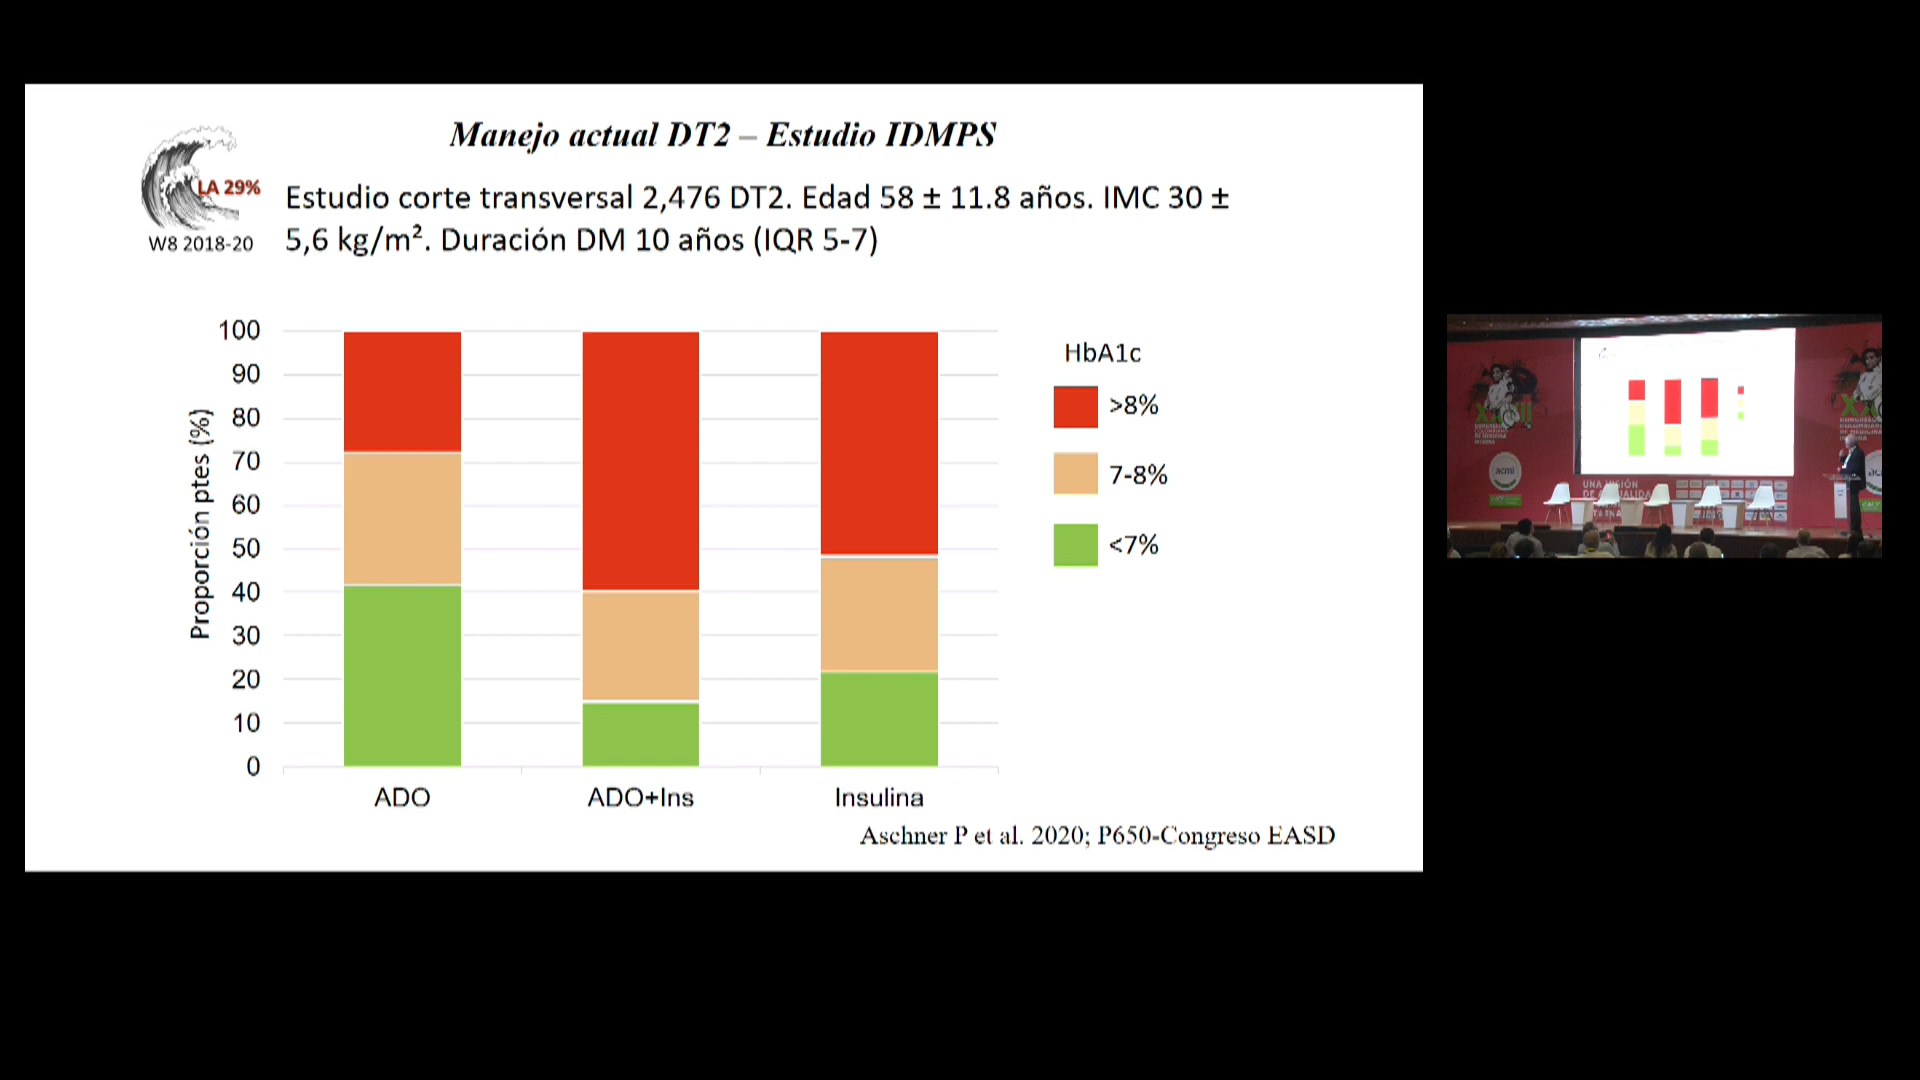 Manejo actual DT2 – Estudio IDMPS
LA 29%
W8 2018-20
Estudio corte transversal 2,476 DT2. Edad 58 ± 11.8 años. IMC 30 ±
5,6 kg/m². Duración DM 10 años (IQR 5-7)
Proporción ptes (%)
100
90
80
70
60
50
40
30
20
10
0
ADO
ADO+Ins
Insulina
HbA1c
>8%
7-8%
<7%
Aschner P et al. 2020; P650-Congreso EASD
acmi
UNA VISIÓN